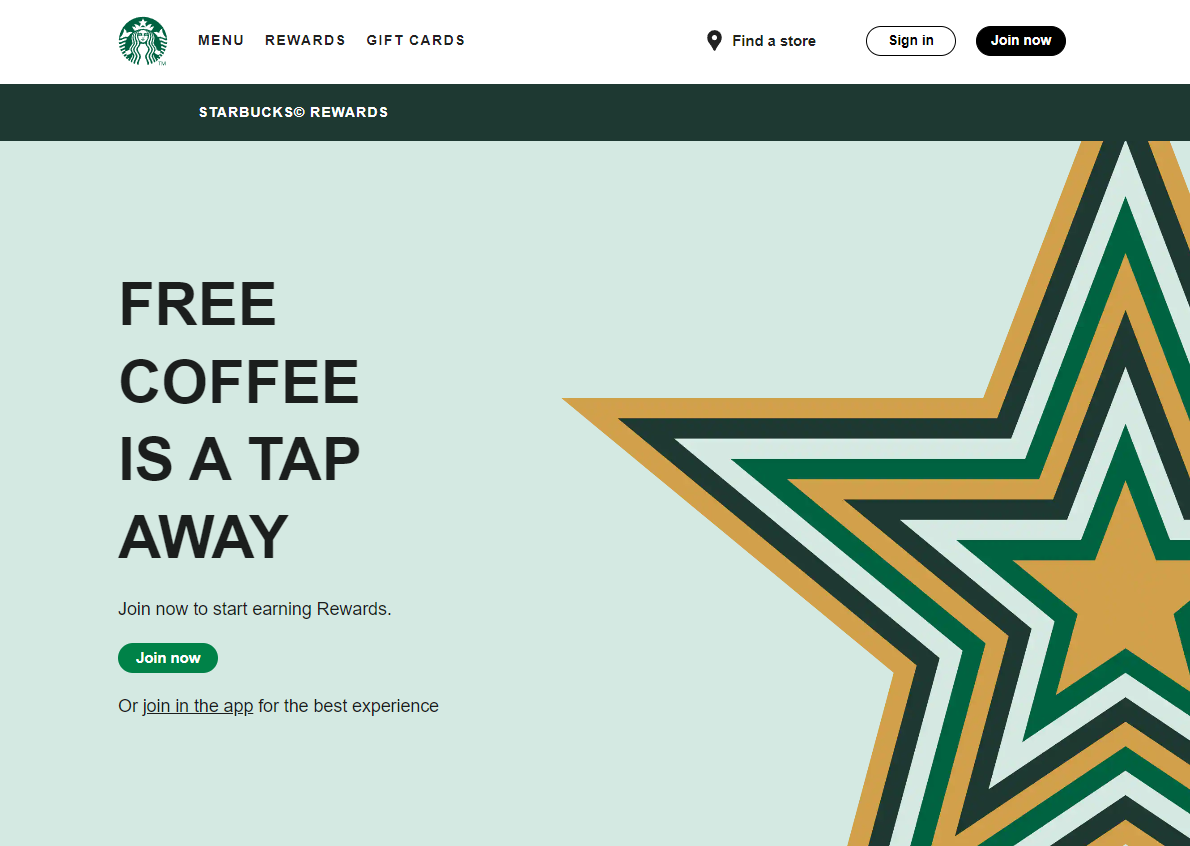 MENU REWARDS GIFT CARDS Find a store Sign in Join now
TM
STARBUCKS© REWARDS
FREE
COFFEE
IS A TAP
AWAY
Join now to start earning Rewards.
Join now
Or join in the app for the best experience